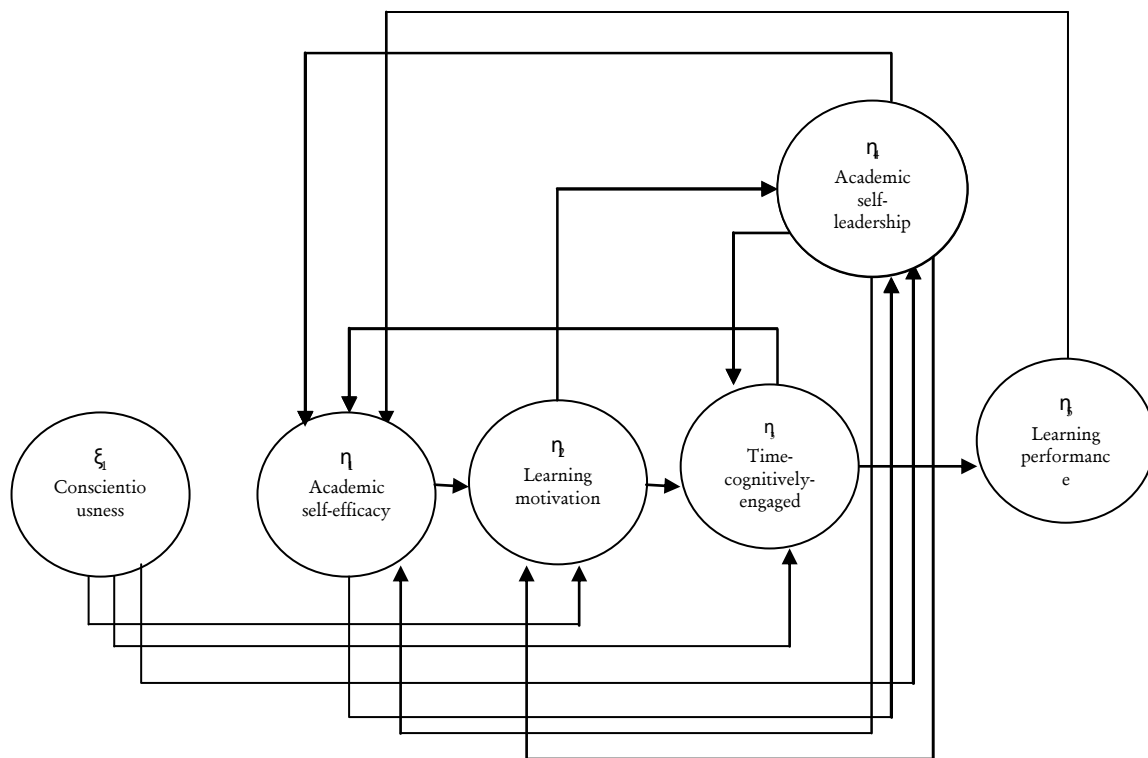 η4
Academic
self-
leadership
ξ1
Conscientio
usness
η1
Academic
self-efficacy
η2
Learning
motivation
η3
Time-
cognitively-
engaged
η5
Learning
performanc
e